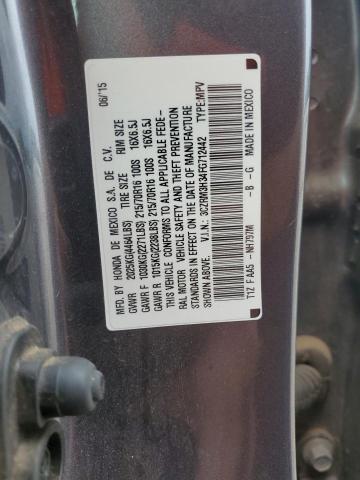 MFD. BY HONDA DE MEXICO S.A. DE C.V. 06/'15
TIRE SIZE RIM SIZE
GVWR 2025KG(4464LBS)
GAWR F 1030KG(2271LBS) 215/70R16 100S 16X6.5J
GAWR R 1015KG(2238LBS) 215/70R16 100S 16X6.5J
THIS VEHICLE CONFORMS TO ALL APPLICABLE FEDE-
RAL MOTOR VEHICLE SAFETY AND THEFT PREVENTION
STANDARDS IN EFFECT ON THE DATE OF MANUFACTURE
SHOWN ABOVE. V.I.N.: 3CZRM3H34FG712442 TYPE:MPV
T1Z F AA5 - NH797M - B - G MADE IN MEXICO